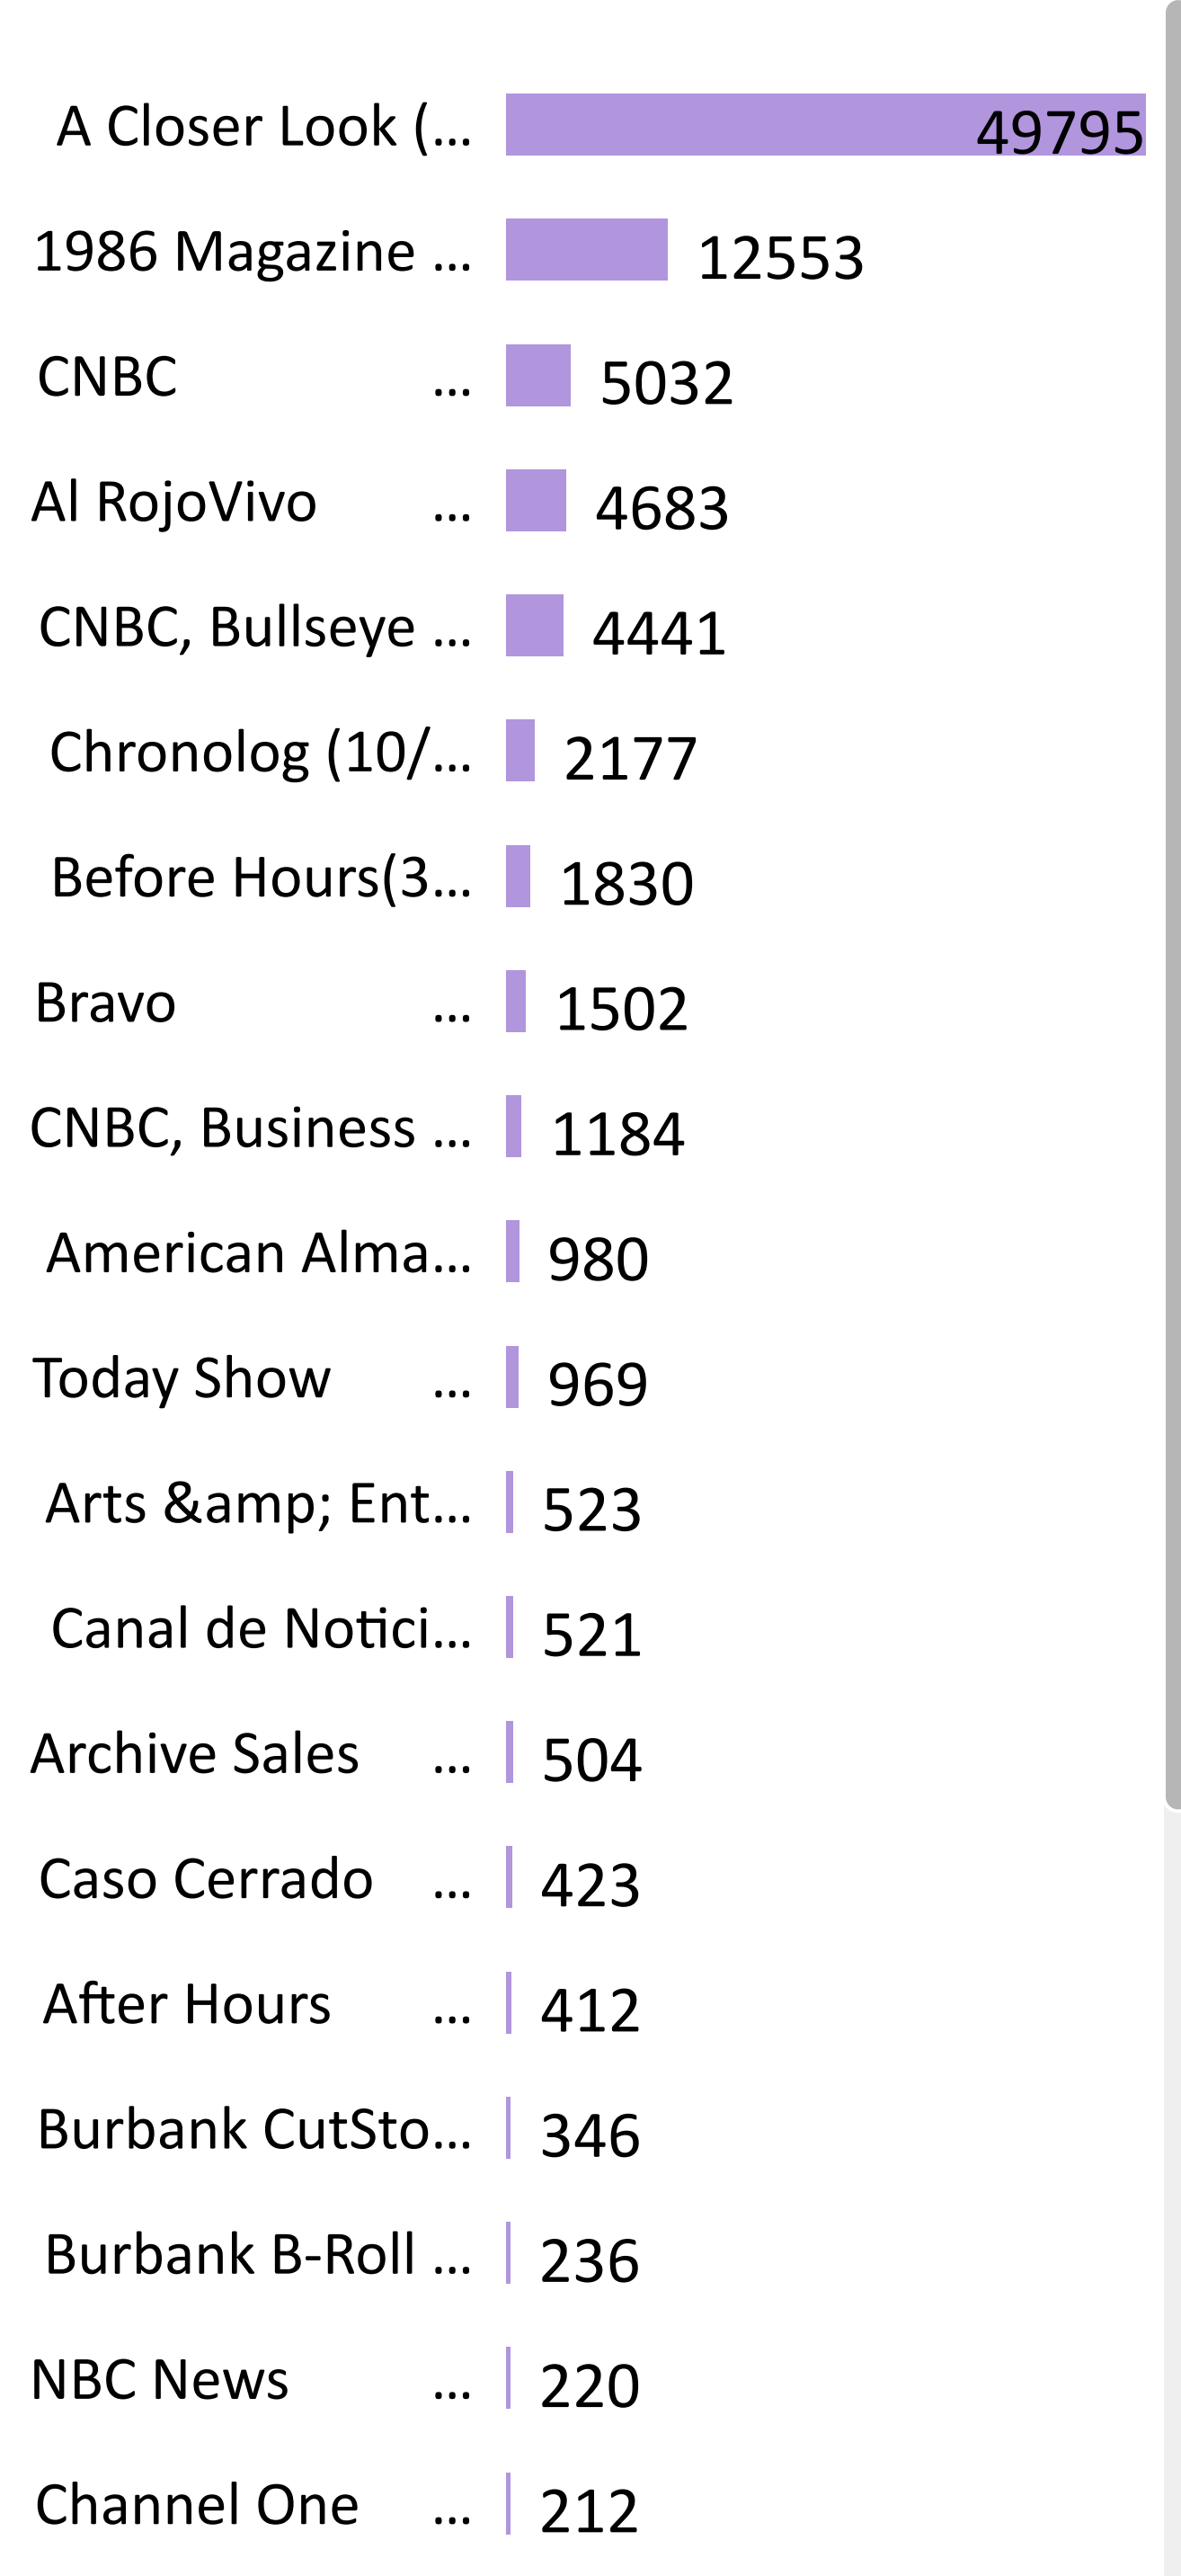 A Closer Look (... 49795
1986 Magazine ... 12553
CNBC ... 5032
Al RojoVivo ... 4683
CNBC, Bullseye ... 4441
Chronolog (10/... 2177
Before Hours(3... 1830
Bravo ... 1502
CNBC, Business ... 1184
American Alma... 980
Today Show ... 969
Arts &amp; Ent... 523
Canal de Notici... 521
Archive Sales ... 504
Caso Cerrado ... 423
After Hours ... 412
Burbank CutSto... 346
Burbank B-Roll ... 236
NBC News ... 220
Channel One ... 212